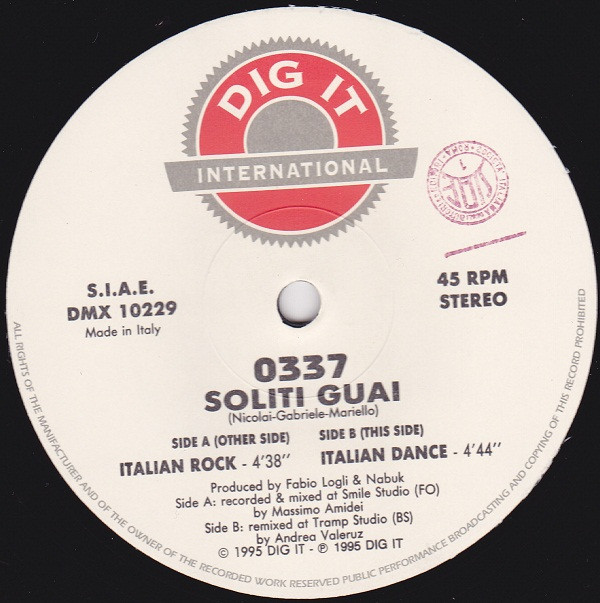 DIG IT
INTERNATIONAL
S.I.A.E.
DMX 10229
Made in Italy
45 RPM
STEREO
0337
SOLITI GUAI
(Nicolai-Gabriele-Mariello)
SIDE A (OTHER SIDE) SIDE B (THIS SIDE)
ITALIAN ROCK - 4'38" ITALIAN DANCE - 4'44"
Produced by Fabio Logli & Nabuk
Side A: recorded & mixed at Smile Studio (FO)
by Massimo Amidei
Side B: remixed at Tramp Studio (BS)
by Andrea Valeruz
© 1995 DIG IT - ℗ 1995 DIG IT
ALL RIGHTS OF THE MANIFACTURER AND OF THE OWNER OF THE RECORDED WORK RESERVED PUBLIC PERFORMANCE BROADCASTING AND COPYING OF THIS RECORD PROHIBITED